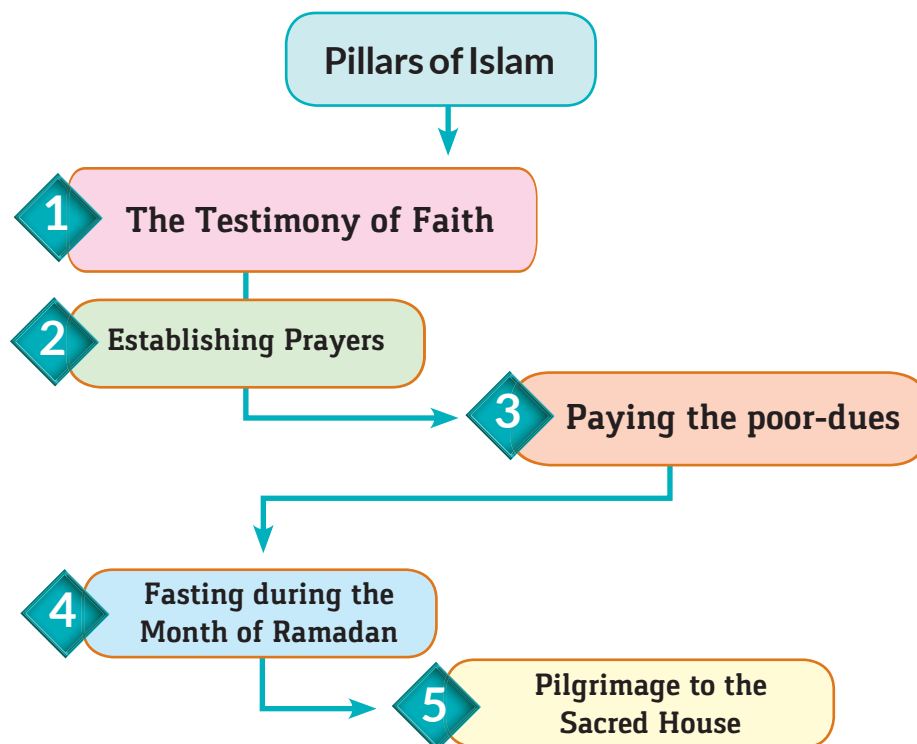 Pillars of Islam
1
The Testimony of Faith
2
Establishing Prayers
3
Paying the poor-dues
4
Fasting during the
Month of Ramadan
5
Pilgrimage to the
Sacred House